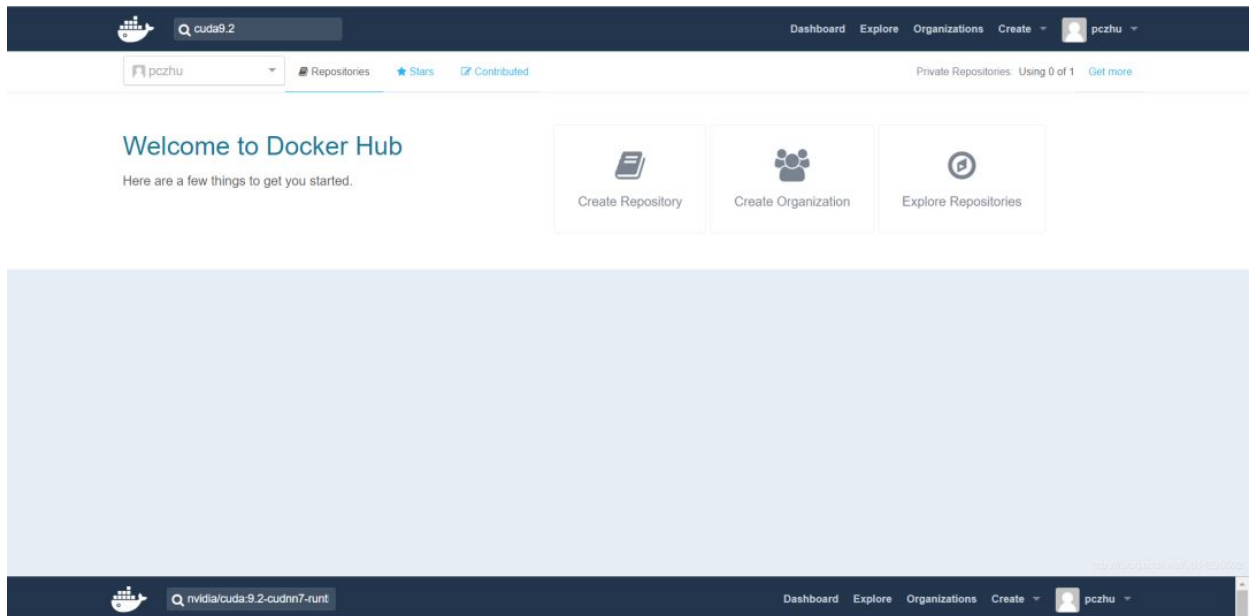 cuda9.2 Dashboard Explore Organizations Create pczhu
pczhu Repositories Stars Contributed Private Repositories: Using 0 of 1 Get more
Welcome to Docker Hub
Here are a few things to get you started.
Create Repository Create Organization Explore Repositories
nvidia/cuda:9.2-cudnn7-runt Dashboard Explore Organizations Create pczhu